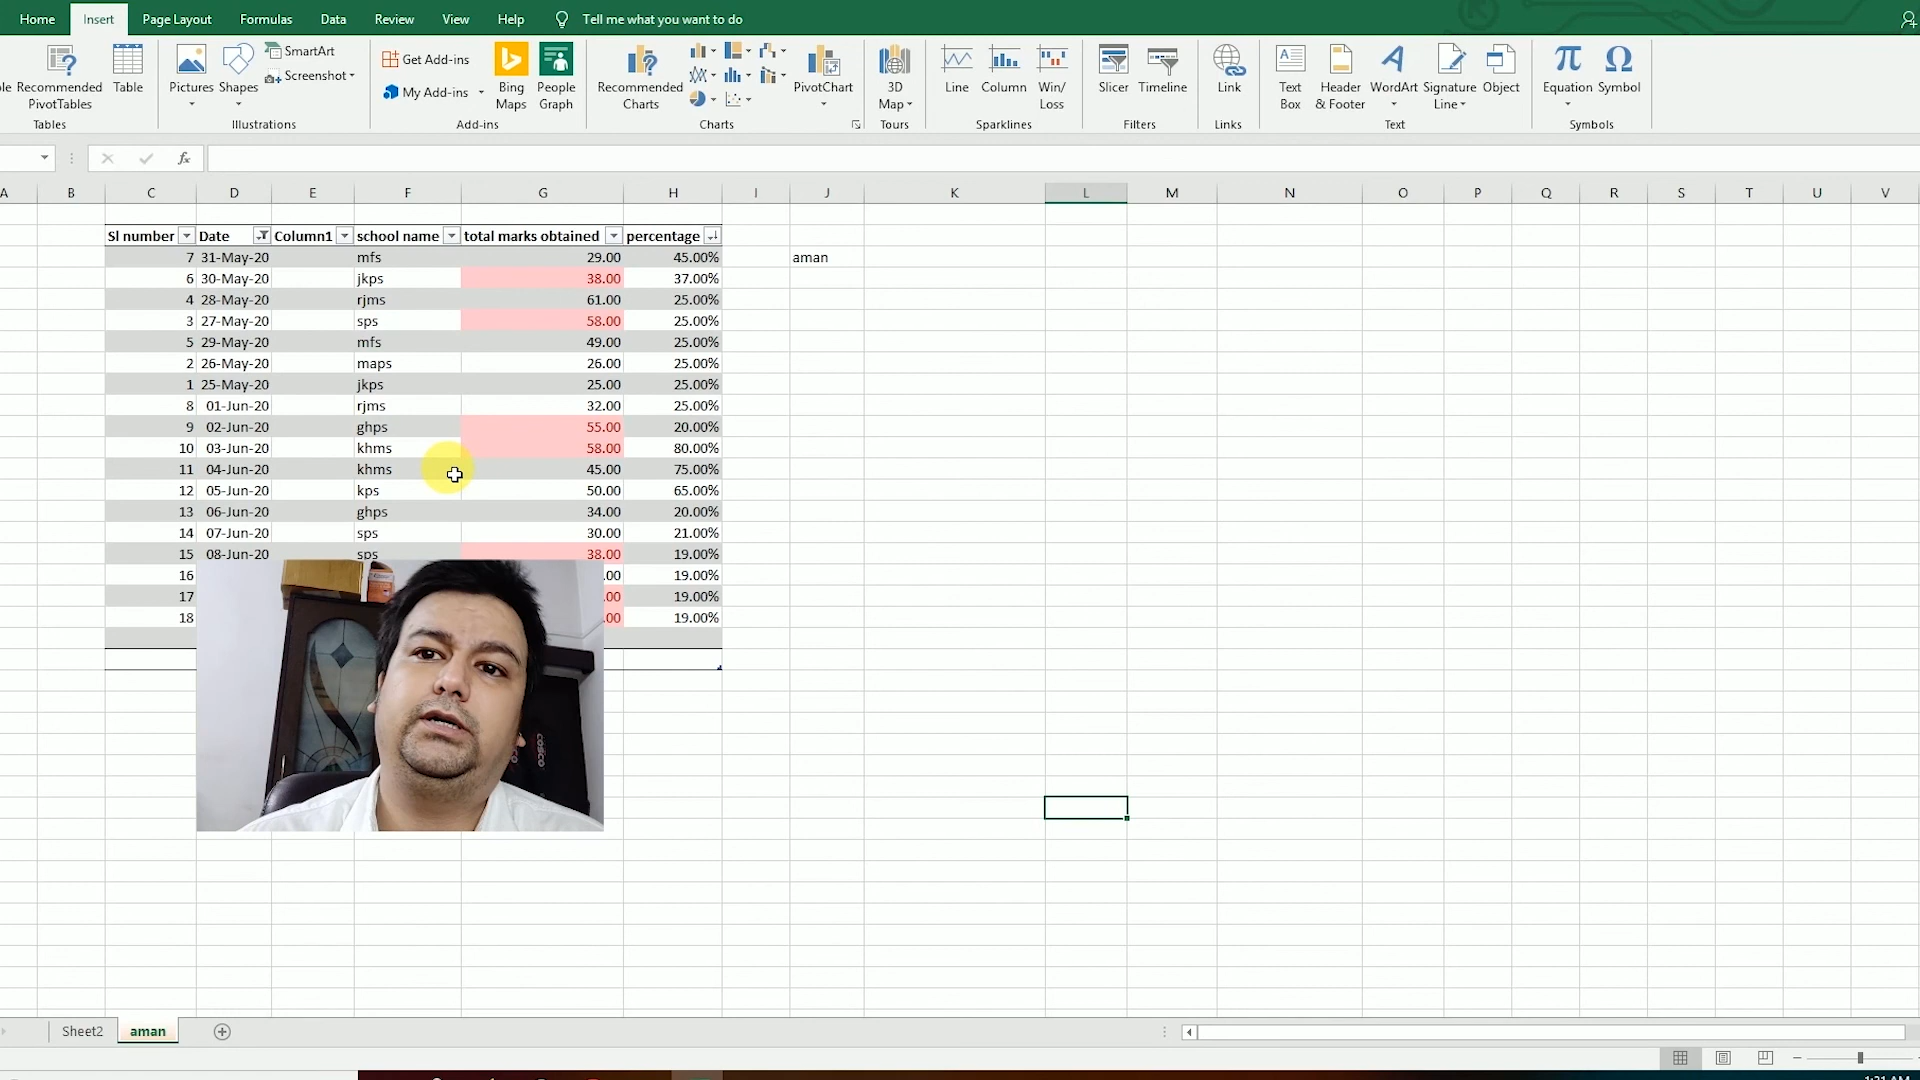 Home Insert Page Layout Formulas Data Review View Help Tell me what you want to do
Recommended PivotTables
Table
Tables
Pictures
Shapes
SmartArt
Screenshot
Illustrations
Get Add-ins
My Add-ins
Bing Maps
People Graph
Add-ins
Recommended Charts
PivotChart
Charts
3D Map
Tours
Line
Column
Win/Loss
Sparklines
Slicer
Timeline
Filters
Link
Links
Text Box
Header & Footer
WordArt
Signature Line
Object
Text
Equation
Symbol
Symbols
fx
A B C D E F G H I J K L M N O P Q R S T U V
Sl number Date Column1 school name total marks obtained percentage
7 31-May-20 mfs 29.00 45.00% aman
6 30-May-20 jkps 38.00 37.00%
4 28-May-20 rjms 61.00 25.00%
3 27-May-20 sps 58.00 25.00%
5 29-May-20 mfs 49.00 25.00%
2 26-May-20 maps 26.00 25.00%
1 25-May-20 jkps 25.00 25.00%
8 01-Jun-20 rjms 32.00 25.00%
9 02-Jun-20 ghps 55.00 20.00%
10 03-Jun-20 khms 58.00 80.00%
11 04-Jun-20 khms 45.00 75.00%
12 05-Jun-20 kps 50.00 65.00%
13 06-Jun-20 ghps 34.00 20.00%
14 07-Jun-20 sps 30.00 21.00%
15 08-Jun-20 sps 38.00 19.00%
16 .00 19.00%
17 .00 19.00%
18 .00 19.00%
COSCO
Sheet2 aman